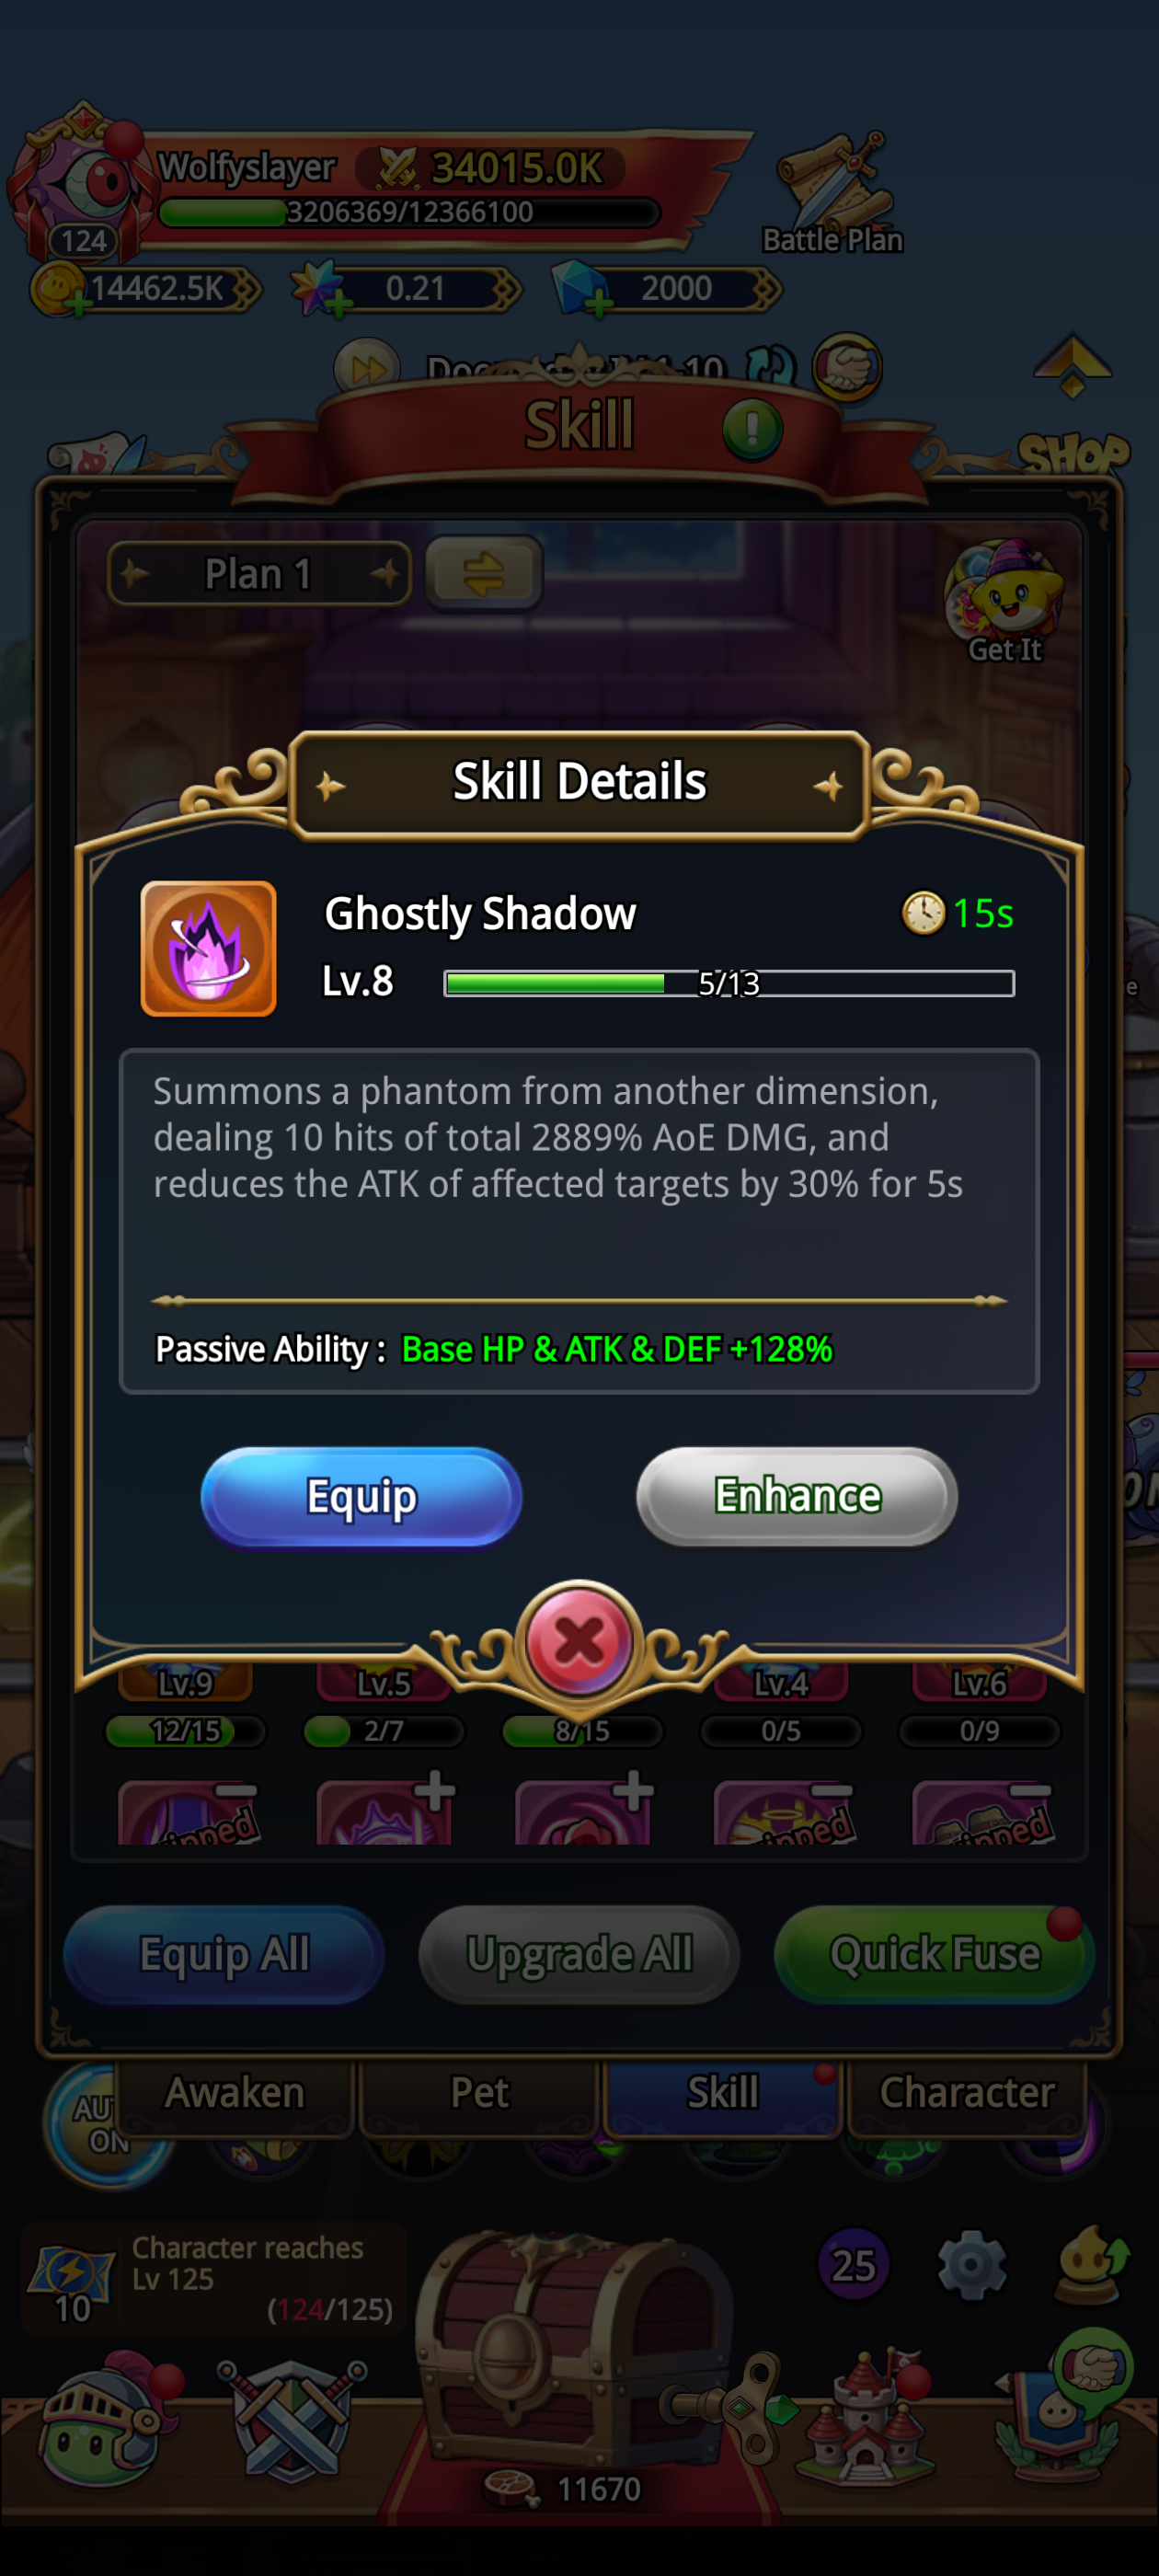 Wolfyslayer
34015.0K
3206369/12366100
124
Battle Plan
14462.5K
0.21
2000
Skill
SHOP
Plan 1
Get It
Skill Details
Ghostly Shadow
15s
Lv.8
5/13
Summons a phantom from another dimension,
dealing 10 hits of total 2889% AoE DMG, and
reduces the ATK of affected targets by 30% for 5s
Passive Ability : Base HP & ATK & DEF +128%
Equip
Enhance
Lv.9
Lv.5
Lv.4
Lv.6
12/15
2/7
8/15
0/5
0/9
Equip All
Upgrade All
Quick Fuse
Awaken
Pet
Skill
Character
ON
Character reaches
Lv 125
(124/125)
10
25
11670